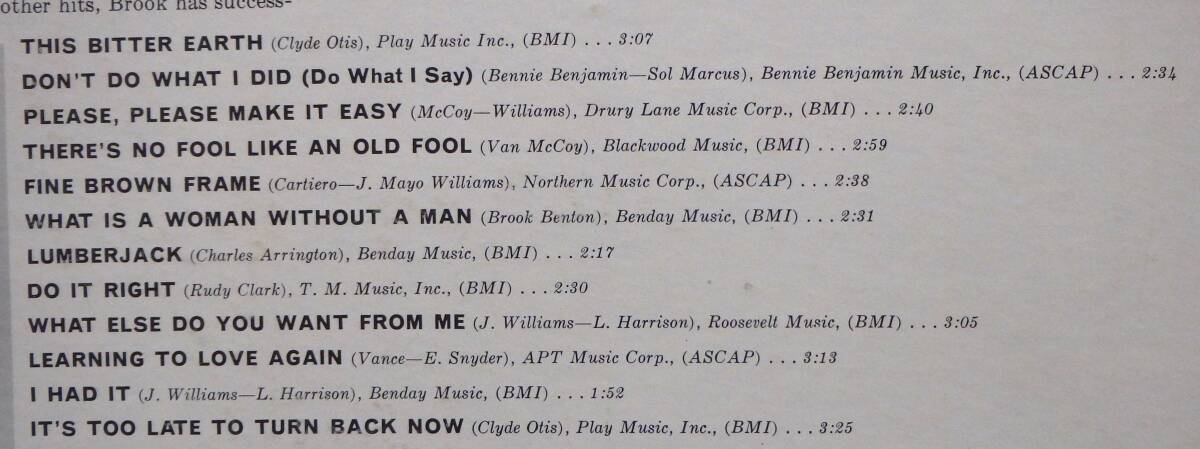 other hits, Brook has success-
THIS BITTER EARTH (Clyde Otis), Play Music Inc., (BMI) . . . 3:07
DON'T DO WHAT I DID (Do What I Say) (Bennie Benjamin—Sol Marcus), Bennie Benjamin Music, Inc., (ASCAP) . . . 2:34
PLEASE, PLEASE MAKE IT EASY (McCoy—Williams), Drury Lane Music Corp., (BMI) . . . 2:40
THERE'S NO FOOL LIKE AN OLD FOOL (Van McCoy), Blackwood Music, (BMI) . . . 2:59
FINE BROWN FRAME (Cartiero—J. Mayo Williams), Northern Music Corp., (ASCAP) . . . 2:38
WHAT IS A WOMAN WITHOUT A MAN (Brook Benton), Benday Music, (BMI) . . . 2:31
LUMBERJACK (Charles Arrington), Benday Music, (BMI) . . . 2:17
DO IT RIGHT (Rudy Clark), T. M. Music, Inc., (BMI) . . . 2:30
WHAT ELSE DO YOU WANT FROM ME (J. Williams—L. Harrison), Roosevelt Music, (BMI) . . . 3:05
LEARNING TO LOVE AGAIN (Vance—E. Snyder), APT Music Corp., (ASCAP) . . . 3:13
I HAD IT (J. Williams—L. Harrison), Benday Music, (BMI) . . . 1:52
IT'S TOO LATE TO TURN BACK NOW (Clyde Otis), Play Music, Inc., (BMI) . . . 3:25